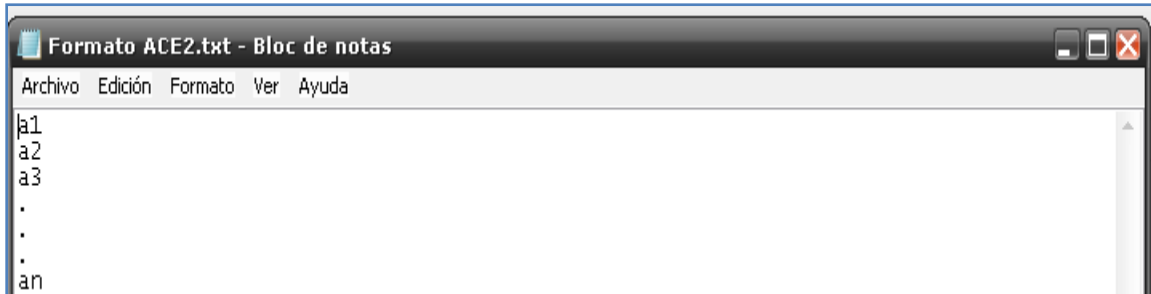 Formato ACE2.txt - Bloc de notas
Archivo Edición Formato Ver Ayuda
a1
a2
a3
.
.
.
an